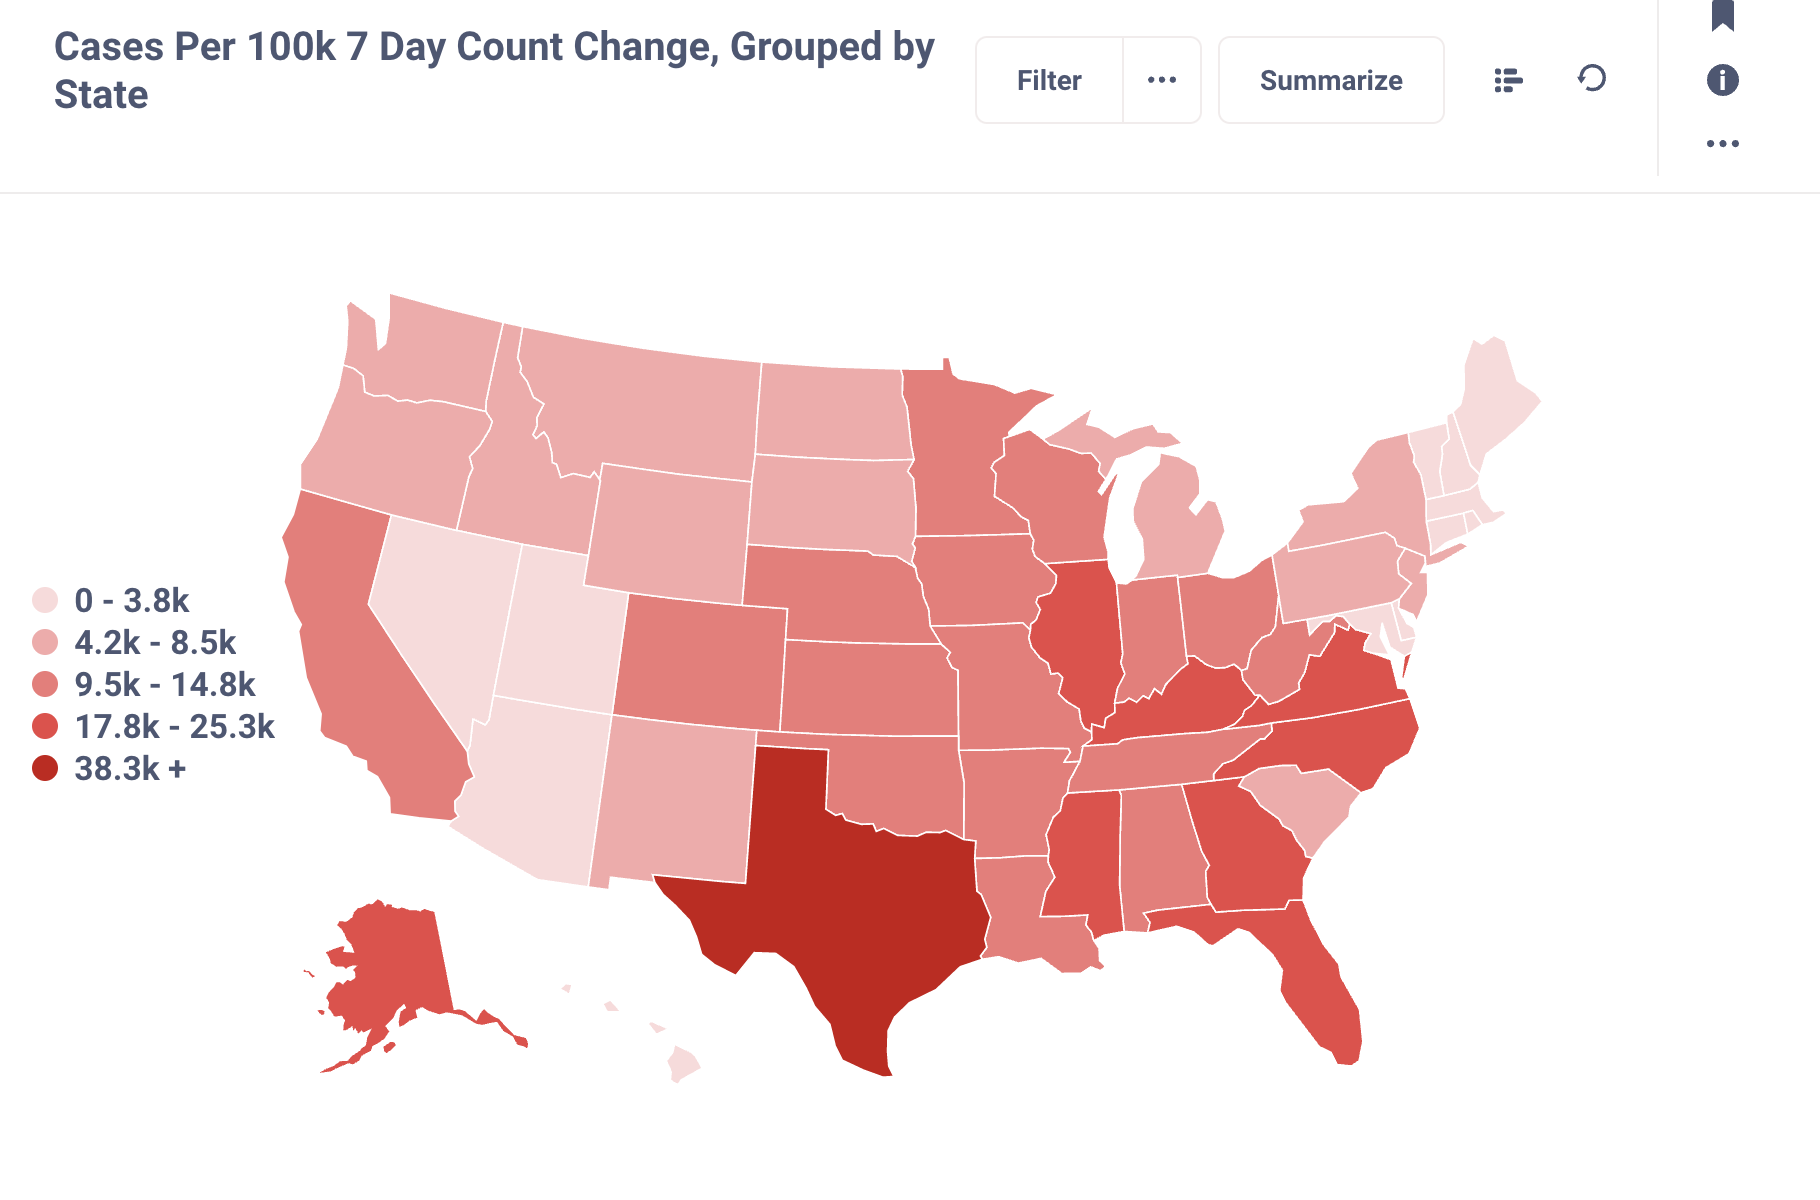 Cases Per 100k 7 Day Count Change, Grouped by
State
Filter
Summarize
0 - 3.8k
4.2k - 8.5k
9.5k - 14.8k
17.8k - 25.3k
38.3k +